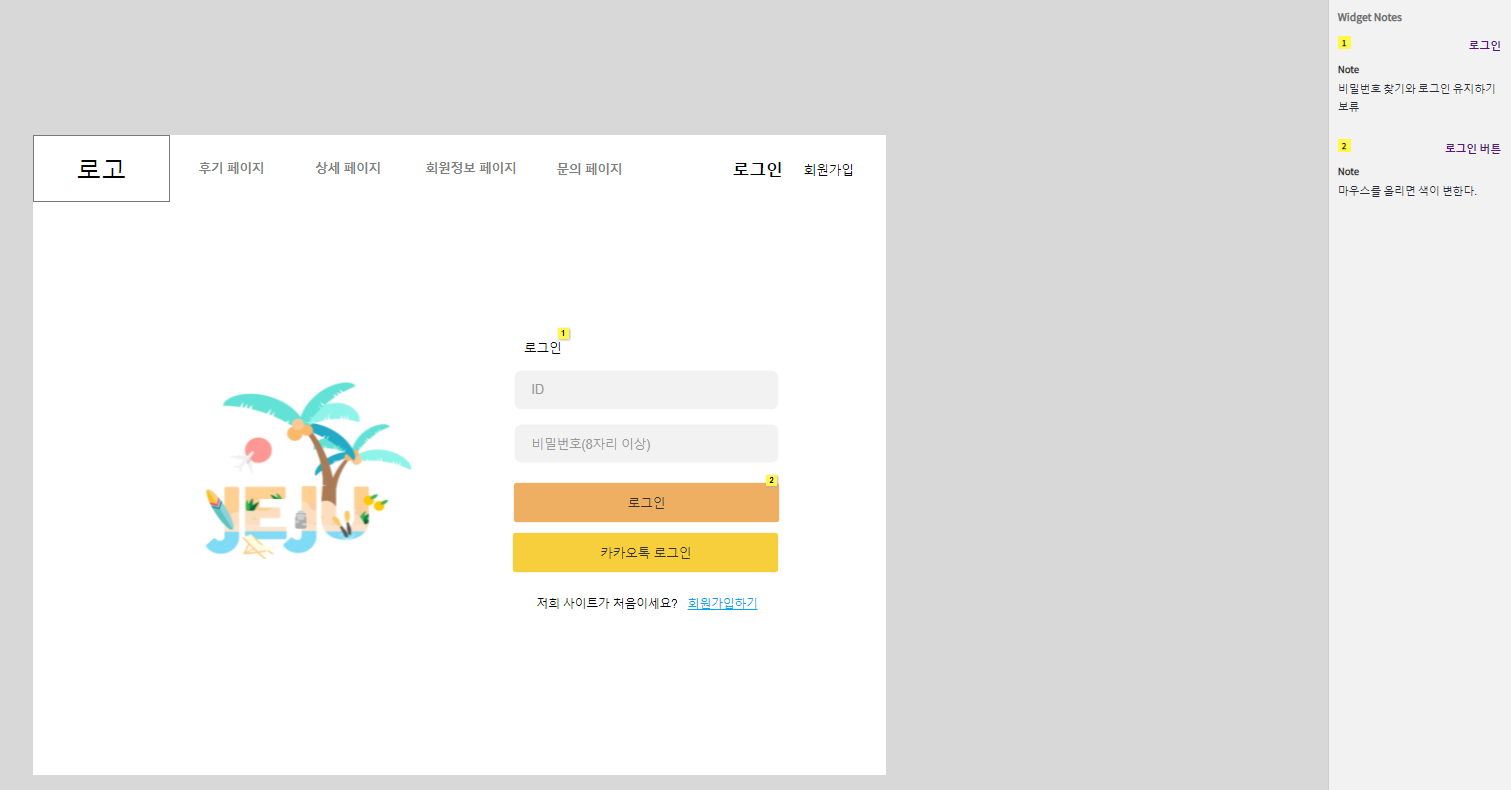 로고
후기 페이지
상세 페이지
회원정보 페이지
문의 페이지
로그인
회원가입
1
로그인
ID
비밀번호(8자리 이상)
2
로그인
카카오톡 로그인
저희 사이트가 처음이세요? 회원가입하기
JEJU
Widget Notes
1 로그인
Note
비밀번호 찾기와 로그인 유지하기
보류
2 로그인 버튼
Note
마우스를 올리면 색이 변한다.